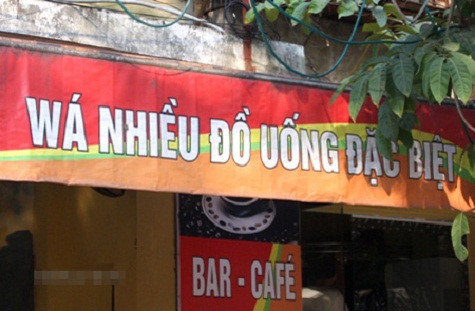 WÁ NHIỀU ĐỒ UỐNG ĐẶC BIỆT
BAR - CAFÉ